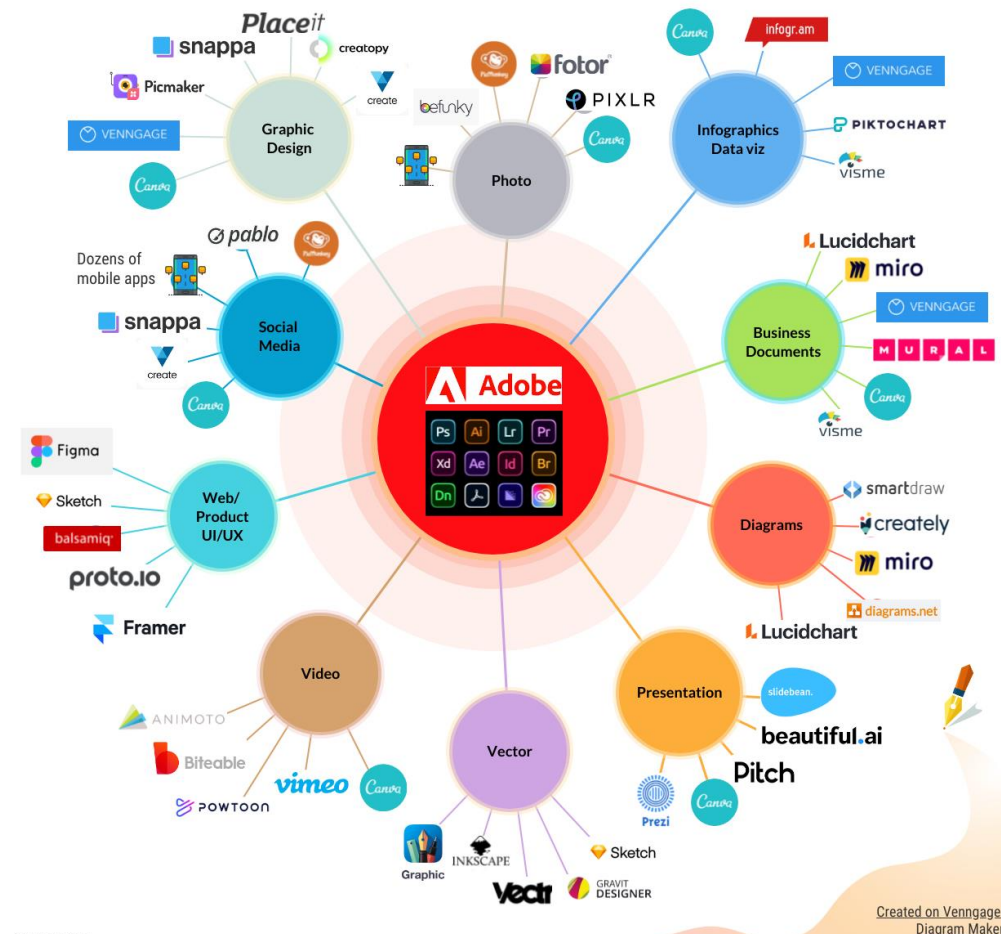 Placeit
snappa
creatopy
Picmaker
create
VENNGAGE
Canva
Graphic
Design
PicMonkey
fotor
befunky
PIXLR
Canva
Photo
Canva
infogr.am
VENNGAGE
PIKTOCHART
visme
Infographics
Data viz
pablo
PicMonkey
Dozens of
mobile apps
snappa
create
Canva
Social
Media
Lucidchart
miro
VENNGAGE
MURAL
Canva
visme
Business
Documents
Adobe
Ps Ai Lr Pr
Xd Ae Id Br
Dn
Figma
Sketch
balsamiq
proto.io
Framer
Web/
Product
UI/UX
smartdraw
creately
miro
diagrams.net
Lucidchart
Diagrams
Video
ANIMOTO
Biteable
POWTOON
vimeo
Canva
Vector
Graphic
INKSCAPE
Vectr
GRAVIT
DESIGNER
Sketch
Presentation
slidebean.
beautiful.ai
Pitch
Canva
Prezi
Created on Venngage
Diagram Maker